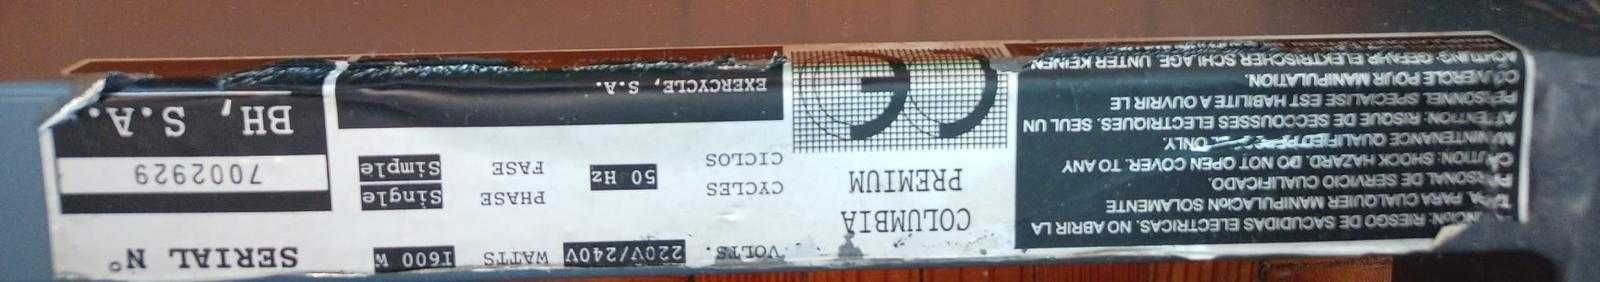 RIESGO DE SACUDIDAS ELECTRICAS, NO ABRIR LA
PARA CUALQUIER MANIPULACIóN SOLAMENTE
PERSONAL DE SERVICIO CUALIFICADO.
CAUTION: SHOCK HAZARD. DO NOT OPEN COVER. TO ANY
MAINTENANCE QUALIFIED ONLY.
ATTENTION: RISQUE DE SECCOUSSES ELECTRIQUES. SEUL UN
PERSONNEL SPECIALISE EST HABILITE A OUVRIR LE
COUVERCLE POUR MANIPULATION.
ACHTUNG: GEFAHR ELEKTRISCHER SCHLAGE. UNTER KEINEN
COLUMBIA
PREMIUM
CE
VOLTS. 220V/240V WATTS 1600 W
CYCLES 50 Hz PHASE Single
CICLOS FASE Simple
EXERCYCLE, S.A.
SERIAL Nº
7002929
BH, S.A.